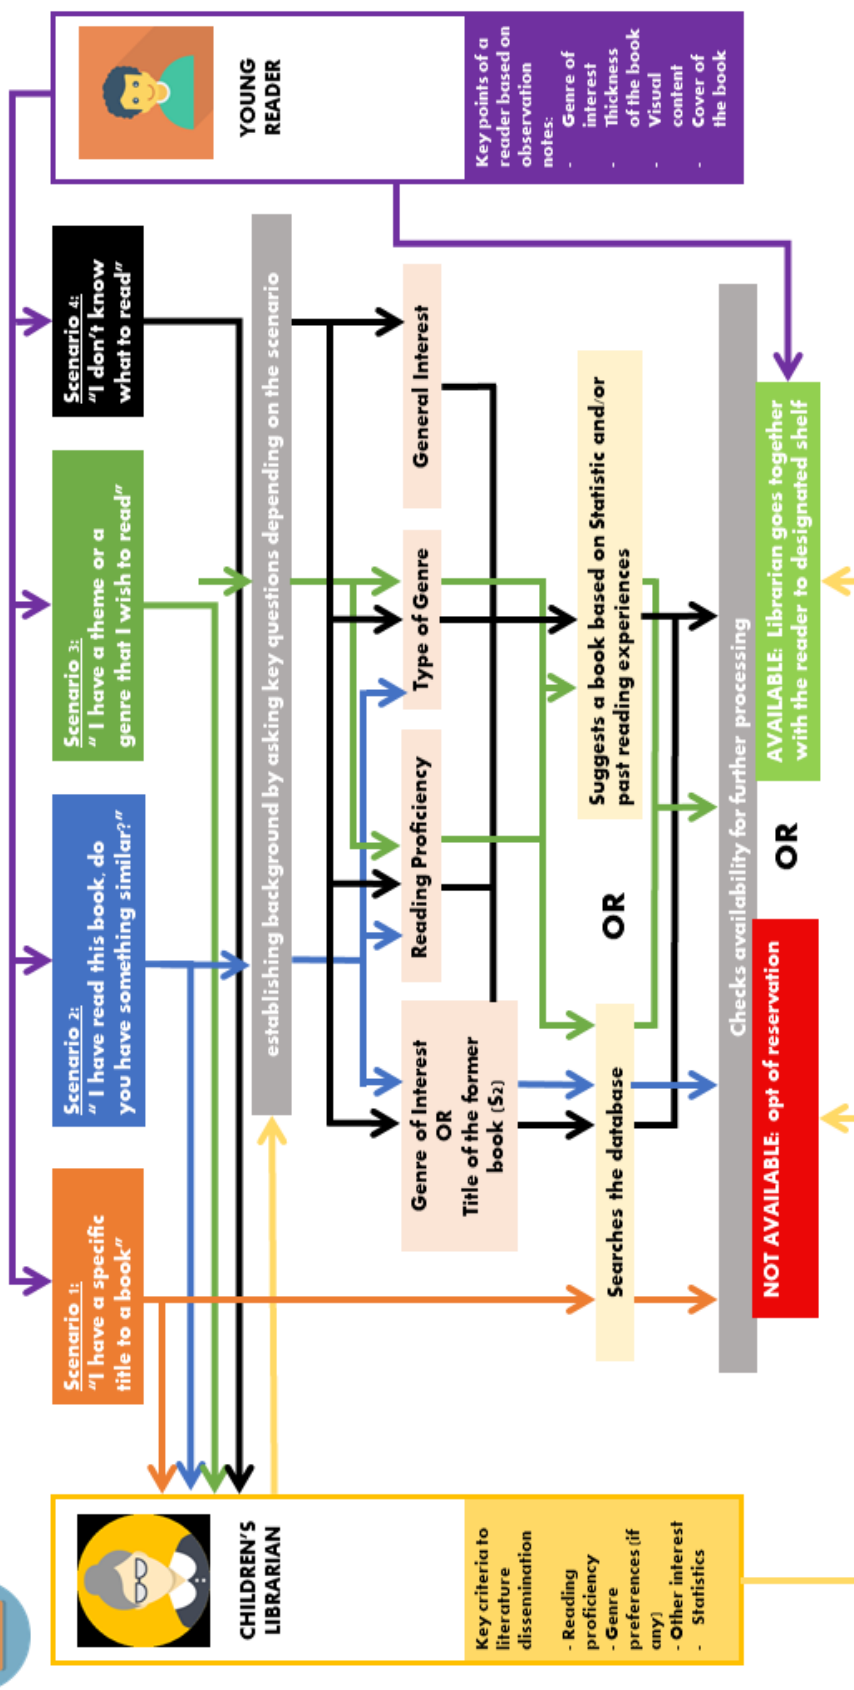 CHILDREN'S
LIBRARIAN
Key criteria to
literature
dissemination
- Reading
proficiency
- Genre
preferences (if
any)
- Other interest
- Statistics
Scenario 1:
"I have a specific
title to a book"
Scenario 2:
" I have read this book, do
you have something similar?"
Scenario 3:
" I have a theme or a
genre that I wish to read"
Scenario 4:
"I don't know
what to read"
YOUNG
READER
Key points of a
reader based on
observation
notes:
- Genre of
interest
- Thickness
of the book
- Visual
content
- Cover of
the book
establishing background by asking key questions depending on the scenario
Genre of Interest
OR
Title of the former
book (S2)
Reading Proficiency
Type of Genre
General Interest
Searches the database
OR
Suggests a book based on Statistic and/or
past reading experiences
Checks availability for further processing
NOT AVAILABLE: opt of reservation
OR
AVAILABLE: Librarian goes together
with the reader to designated shelf